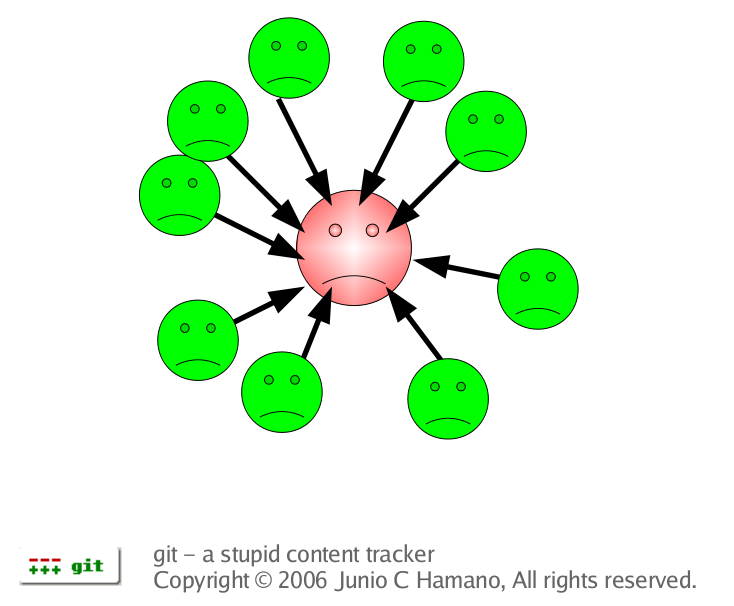 --- git
+++
git – a stupid content tracker
Copyright © 2006 Junio C Hamano, All rights reserved.